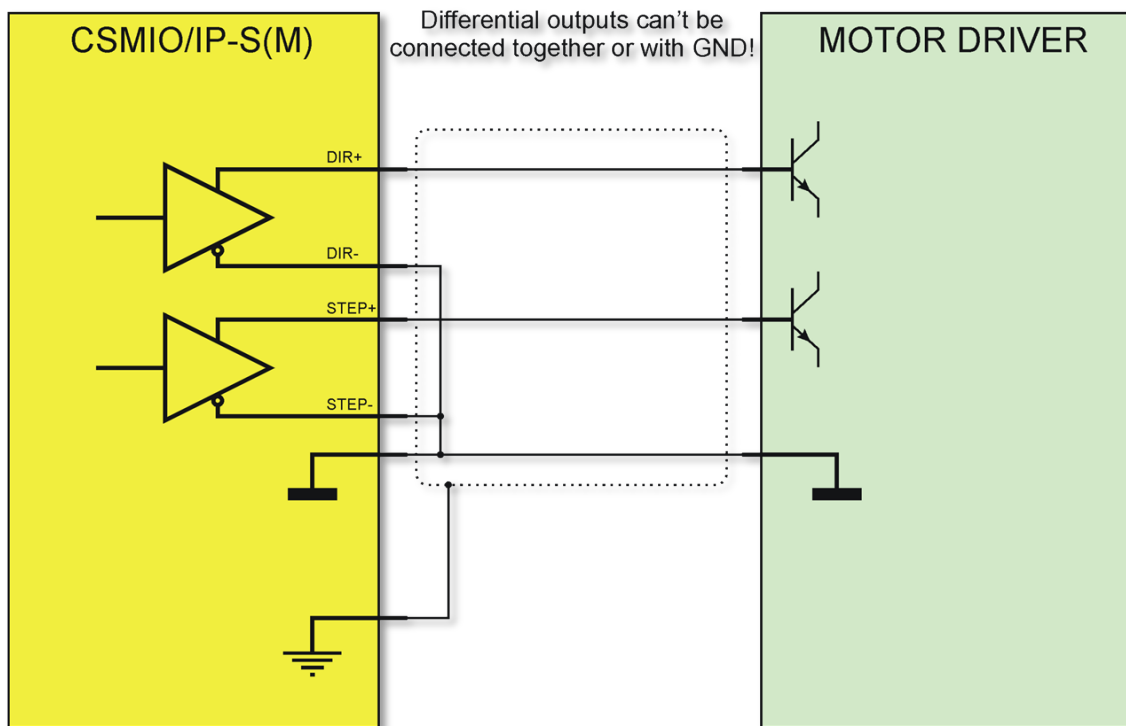 CSMIO/IP-S(M)
Differential outputs can't be
connected together or with GND!
MOTOR DRIVER
DIR+
DIR-
STEP+
STEP-